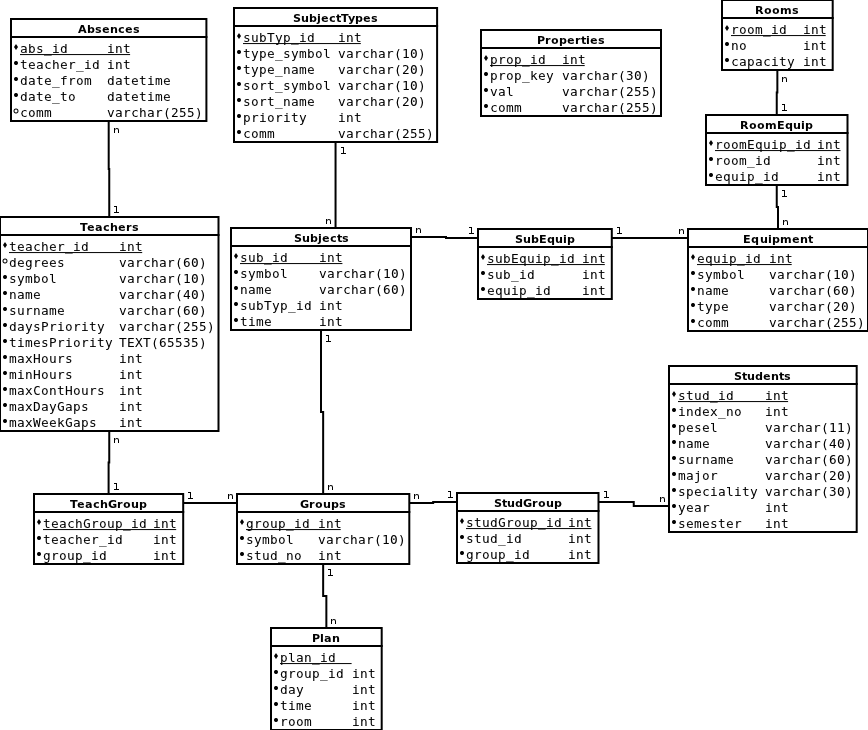 Absences
abs_id int
teacher_id int
date_from datetime
date_to datetime
comm varchar(255)
n
1
SubjectTypes
subTyp_id int
type_symbol varchar(10)
type_name varchar(20)
sort_symbol varchar(10)
sort_name varchar(20)
priority int
comm varchar(255)
1
n
Properties
prop_id int
prop_key varchar(30)
val varchar(255)
comm varchar(255)
Rooms
room_id int
no int
capacity int
n
1
RoomEquip
roomEquip_id int
room_id int
equip_id int
1
n
Teachers
teacher_id int
degrees varchar(60)
symbol varchar(10)
name varchar(40)
surname varchar(60)
daysPriority varchar(255)
timesPriority TEXT(65535)
maxHours int
minHours int
maxContHours int
maxDayGaps int
maxWeekGaps int
n
1
Subjects
sub_id int
symbol varchar(10)
name varchar(60)
subTyp_id int
time int
n
1
1
n
SubEquip
subEquip_id int
sub_id int
equip_id int
1
n
Equipment
equip_id int
symbol varchar(10)
name varchar(60)
type varchar(20)
comm varchar(255)
Students
stud_id int
index_no int
pesel varchar(11)
name varchar(40)
surname varchar(60)
major varchar(20)
speciality varchar(30)
year int
semester int
TeachGroup
teachGroup_id int
teacher_id int
group_id int
1
n
Groups
group_id int
symbol varchar(10)
stud_no int
n
1
StudGroup
studGroup_id int
stud_id int
group_id int
1
n
1
n
Plan
plan_id
group_id int
day int
time int
room int